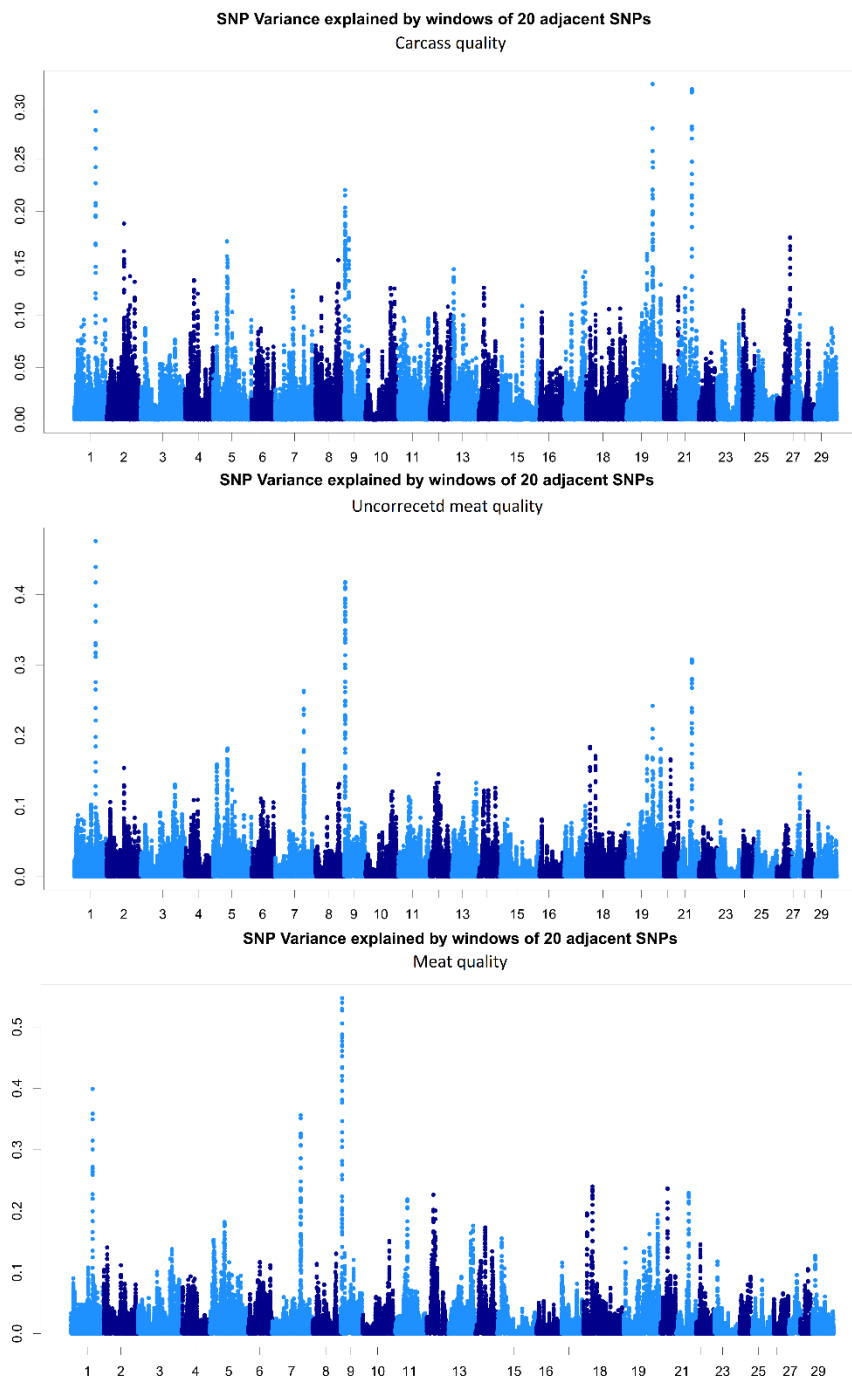 SNP Variance explained by windows of 20 adjacent SNPs
Carcass quality
0.30
0.25
0.20
0.15
0.10
0.05
0.00
1 2 3 4 5 6 7 8 9 10 11 13 15 16 18 19 21 23 25 27 29
SNP Variance explained by windows of 20 adjacent SNPs
Uncorrecetd meat quality
0.4
0.3
0.2
0.1
0.0
1 2 3 4 5 6 7 8 9 10 11 13 15 16 18 19 21 23 25 27 29
SNP Variance explained by windows of 20 adjacent SNPs
Meat quality
0.5
0.4
0.3
0.2
0.1
0.0
1 2 3 4 5 6 7 8 9 10 11 13 15 16 18 19 21 23 25 27 29